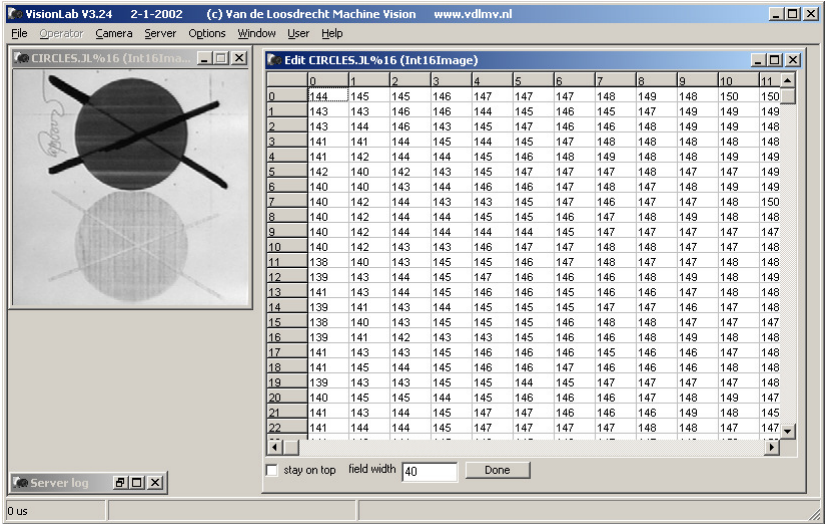 VisionLab V3.24 2-1-2002 (c) Van de Loosdrecht Machine Vision www.vdlmv.nl
File Operator Camera Server Options Window User Help
CIRCLES.JL%16 (Int16Ima...
Edit CIRCLES.JL%16 (Int16Image)
0 1 2 3 4 5 6 7 8 9 10 11
0 144 145 145 146 147 147 147 148 149 148 150 150
1 143 143 146 146 144 145 146 145 147 149 149 149
2 143 144 146 143 145 147 146 148 148 149 149 148
3 141 141 144 145 144 145 147 147 148 148 148 148
4 141 142 144 144 145 146 148 149 148 148 149 148
5 142 140 142 143 145 147 147 147 148 147 147 149
6 140 140 143 144 146 146 147 148 147 148 149 149
7 140 142 144 143 143 146 147 147 148 147 148 150
8 140 142 144 144 145 145 146 147 148 149 148 148
9 140 142 144 144 144 144 145 147 147 147 147 147
10 140 142 143 143 146 147 147 148 148 147 147 148
11 138 140 143 145 145 146 147 148 147 147 148 148
12 139 143 144 145 147 146 146 146 148 149 148 149
13 141 143 144 145 146 146 145 145 146 147 148 148
14 139 141 143 144 145 145 146 147 147 146 147 148
15 138 140 143 145 145 145 146 148 148 147 147 147
16 139 141 142 143 143 145 146 146 148 149 148 148
17 141 143 143 145 146 146 146 145 146 146 148 148
18 141 145 144 145 146 146 145 146 146 147 148 148
19 139 143 143 145 145 144 145 147 147 147 147 148
20 140 145 145 144 145 146 146 146 147 148 149 147
21 141 143 144 145 147 147 146 146 146 149 148 145
22 141 144 144 145 147 147 146 147 148 147 147 147
stay on top field width 40 Done
Server log
0 us